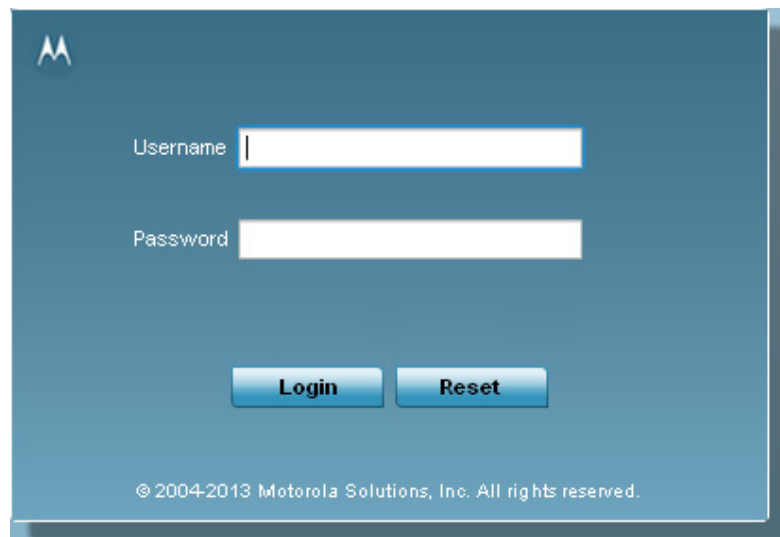 Username
Password
Login
Reset
© 2004-2013 Motorola Solutions, Inc. All rights reserved.